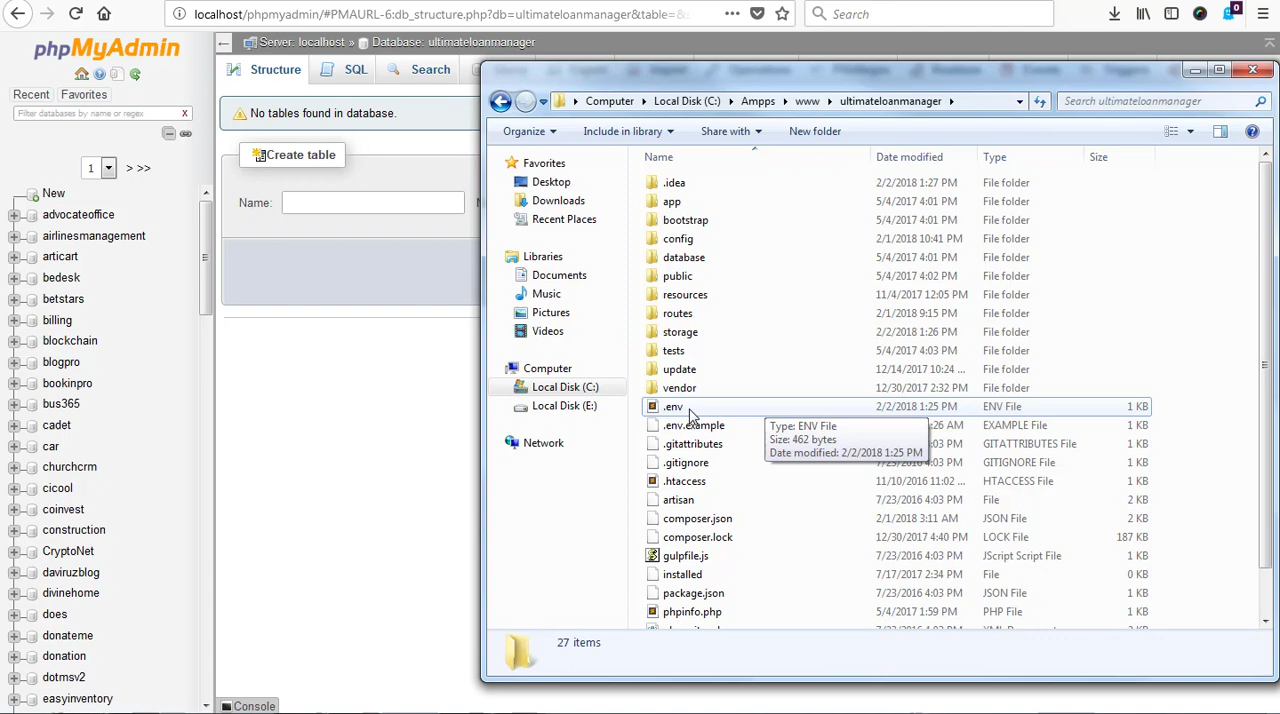 localhost/phpmyadmin/#PMAURL-6:db_structure.php?db=ultimateloanmanager&table=&
Search
0
phpMyAdmin
Recent
Favorites
Filter databases by name or regex
X
1
> >>
New
advocateoffice
airlinesmanagement
articart
bedesk
betstars
billing
blockchain
blogpro
bookinpro
bus365
cadet
car
churchcrm
cicool
coinvest
construction
CryptoNet
daviruzblog
divinehome
does
donateme
donation
dotmsv2
easyinventory
Server: localhost » Database: ultimateloanmanager
Structure
SQL
Search
No tables found in database.
Create table
Name:
Console
Computer
Local Disk (C:)
Ampps
www
ultimateloanmanager
Search ultimateloanmanager
Organize
Include in library
Share with
New folder
Favorites
Desktop
Downloads
Recent Places
Libraries
Documents
Music
Pictures
Videos
Computer
Local Disk (C:)
Local Disk (E:)
Network
Name Date modified Type Size
.idea 2/2/2018 1:27 PM File folder
app 5/4/2017 4:01 PM File folder
bootstrap 5/4/2017 4:01 PM File folder
config 2/1/2018 10:41 PM File folder
database 5/4/2017 4:01 PM File folder
public 5/4/2017 4:02 PM File folder
resources 11/4/2017 12:05 PM File folder
routes 2/1/2018 9:15 PM File folder
storage 2/2/2018 1:26 PM File folder
tests 5/4/2017 4:03 PM File folder
update 12/14/2017 10:30 ... File folder
vendor 12/30/2017 2:32 PM File folder
.env 2/2/2018 1:25 PM ENV File 1 KB
.env.example :26 AM EXAMPLE File 1 KB
.gitattributes GITATTRIBUTES File 1 KB
.gitignore 4:03 PM GITIGNORE File 1 KB
.htaccess 11/10/2016 11:02 ... HTACCESS File 1 KB
artisan 7/23/2016 4:03 PM File 2 KB
composer.json 2/1/2018 3:11 AM JSON File 2 KB
composer.lock 12/30/2017 4:40 PM LOCK File 187 KB
gulpfile.js 7/23/2016 4:03 PM JScript Script File 1 KB
installed 7/17/2017 2:34 PM File 0 KB
package.json 7/23/2016 4:03 PM JSON File 1 KB
phpinfo.php 5/4/2017 1:59 PM PHP File 1 KB
Type: ENV File
Size: 462 bytes
Date modified: 2/2/2018 1:25 PM
27 items